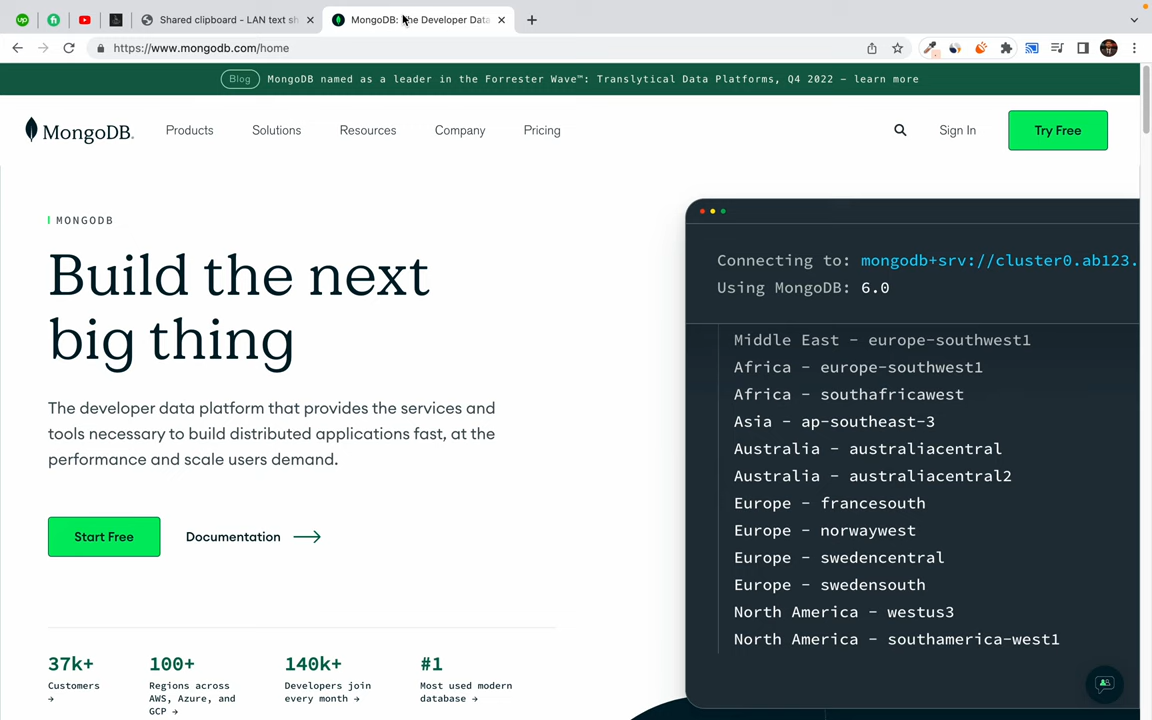 Shared clipboard - LAN text sh
MongoDB: The Developer Data
https://www.mongodb.com/home
Blog MongoDB named as a leader in the Forrester Wave™: Translytical Data Platforms, Q4 2022 – learn more
MongoDB. Products Solutions Resources Company Pricing Sign In Try Free
MONGODB
Build the next
big thing
The developer data platform that provides the services and
tools necessary to build distributed applications fast, at the
performance and scale users demand.
Start Free Documentation
37k+
Customers
→
100+
Regions across
AWS, Azure, and
GCP →
140k+
Developers join
every month →
#1
Most used modern
database →
Connecting to: mongodb+srv://cluster0.ab123.
Using MongoDB: 6.0
Middle East - europe-southwest1
Africa - europe-southwest1
Africa - southafricawest
Asia - ap-southeast-3
Australia - australiacentral
Australia - australiacentral2
Europe - francesouth
Europe - norwaywest
Europe - swedencentral
Europe - swedensouth
North America - westus3
North America - southamerica-west1